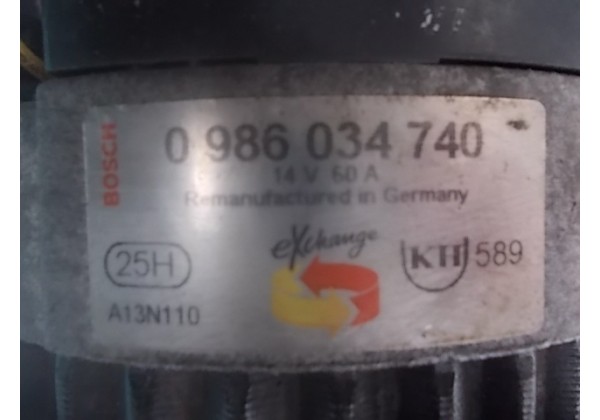 BOSCH
0 986 034 740
14 V 60 A
Remanufactured in Germany
eXchange
25H
KH 589
A13N110